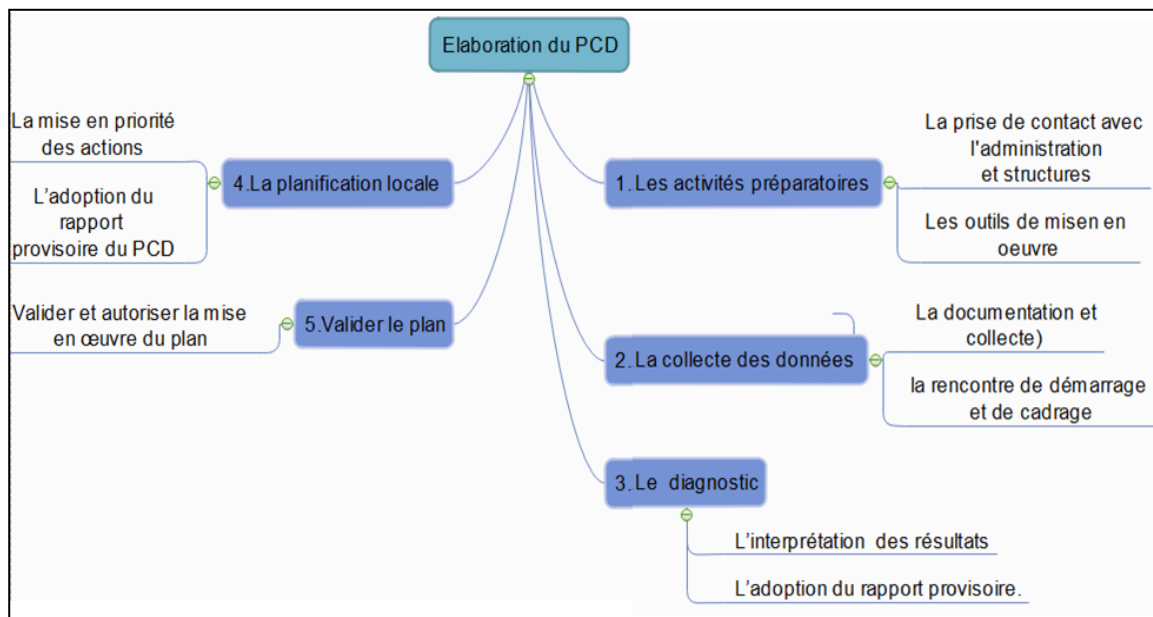 Elaboration du PCD
1.Les activités préparatoires
La prise de contact avec
l'administration
et structures
Les outils de misen en
oeuvre
2.La collecte des données
La documentation et
collecte)
la rencontre de démarrage
et de cadrage
3.Le diagnostic
L'interprétation des résultats
L'adoption du rapport provisoire.
4.La planification locale
La mise en priorité
des actions
L'adoption du
rapport
provisoire du PCD
5.Valider le plan
Valider et autoriser la mise
en œuvre du plan